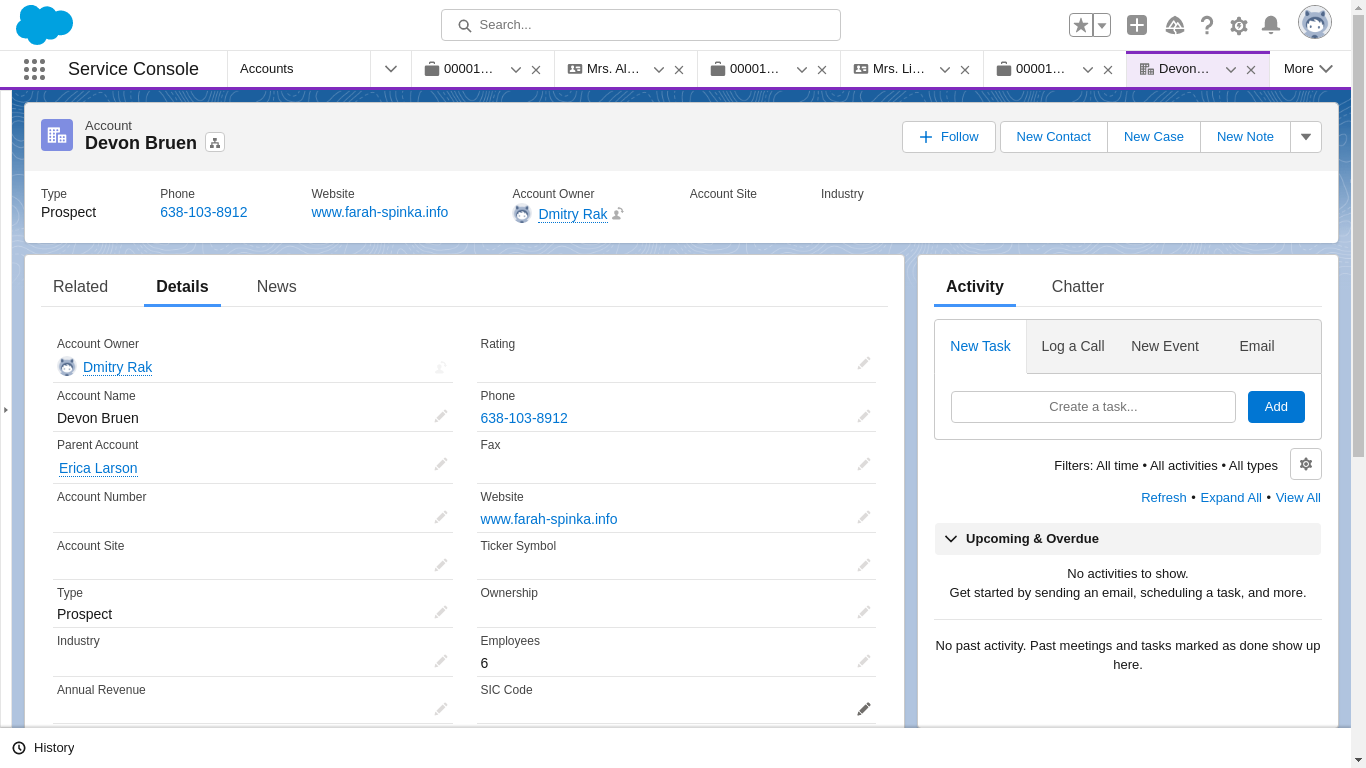 Search...
Service Console
Accounts
00001...
Mrs. Al...
00001...
Mrs. Li...
00001...
Devon...
More
Account
Devon Bruen
Follow
New Contact
New Case
New Note
Type
Phone
Website
Account Owner
Account Site
Industry
Prospect
638-103-8912
www.farah-spinka.info
Dmitry Rak
Related
Details
News
Account Owner
Dmitry Rak
Rating
Account Name
Devon Bruen
Phone
638-103-8912
Parent Account
Erica Larson
Fax
Account Number
Website
www.farah-spinka.info
Account Site
Ticker Symbol
Type
Prospect
Ownership
Industry
Employees
6
Annual Revenue
SIC Code
Activity
Chatter
New Task
Log a Call
New Event
Email
Create a task...
Add
Filters: All time • All activities • All types
Refresh • Expand All • View All
Upcoming & Overdue
No activities to show.
Get started by sending an email, scheduling a task, and more.
No past activity. Past meetings and tasks marked as done show up
here.
History